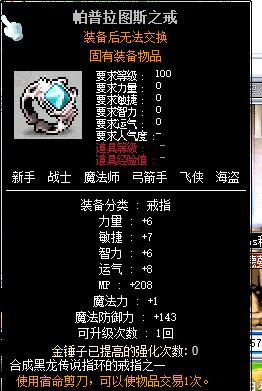 帕普拉图斯之戒
装备后无法交换
固有装备物品
要求等级 : 100
要求力量 : 0
要求敏捷 : 0
要求智力 : 0
要求运气 : 0
要求人气度 : -
道具等级 : -
道具经验值 : -
新手 战士 魔法师 弓箭手 飞侠 海盗
装备分类 : 戒指
力量 : +6
敏捷 : +7
智力 : +6
运气 : +8
MP : +208
魔法力 : +1
魔法防御力 : +143
可升级次数 : 1回
金锤子已提高的强化次数: 0
合成黑龙传说指环的戒指之一
使用宿命剪刀，可以使物品交易1次。